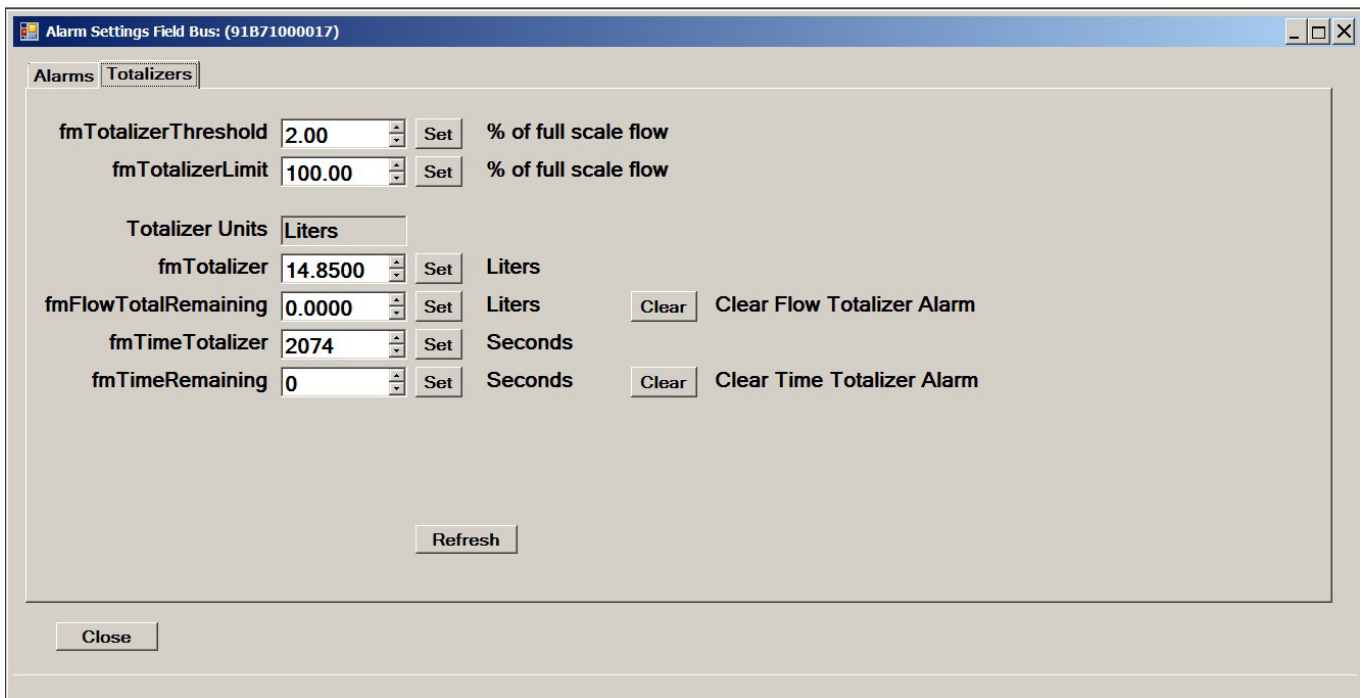 Alarm Settings Field Bus: (91B71000017)
Alarms Totalizers
fmTotalizerThreshold 2.00 Set % of full scale flow
fmTotalizerLimit 100.00 Set % of full scale flow
Totalizer Units Liters
fmTotalizer 14.8500 Set Liters
fmFlowTotalRemaining 0.0000 Set Liters Clear Clear Flow Totalizer Alarm
fmTimeTotalizer 2074 Set Seconds
fmTimeRemaining 0 Set Seconds Clear Clear Time Totalizer Alarm
Refresh
Close